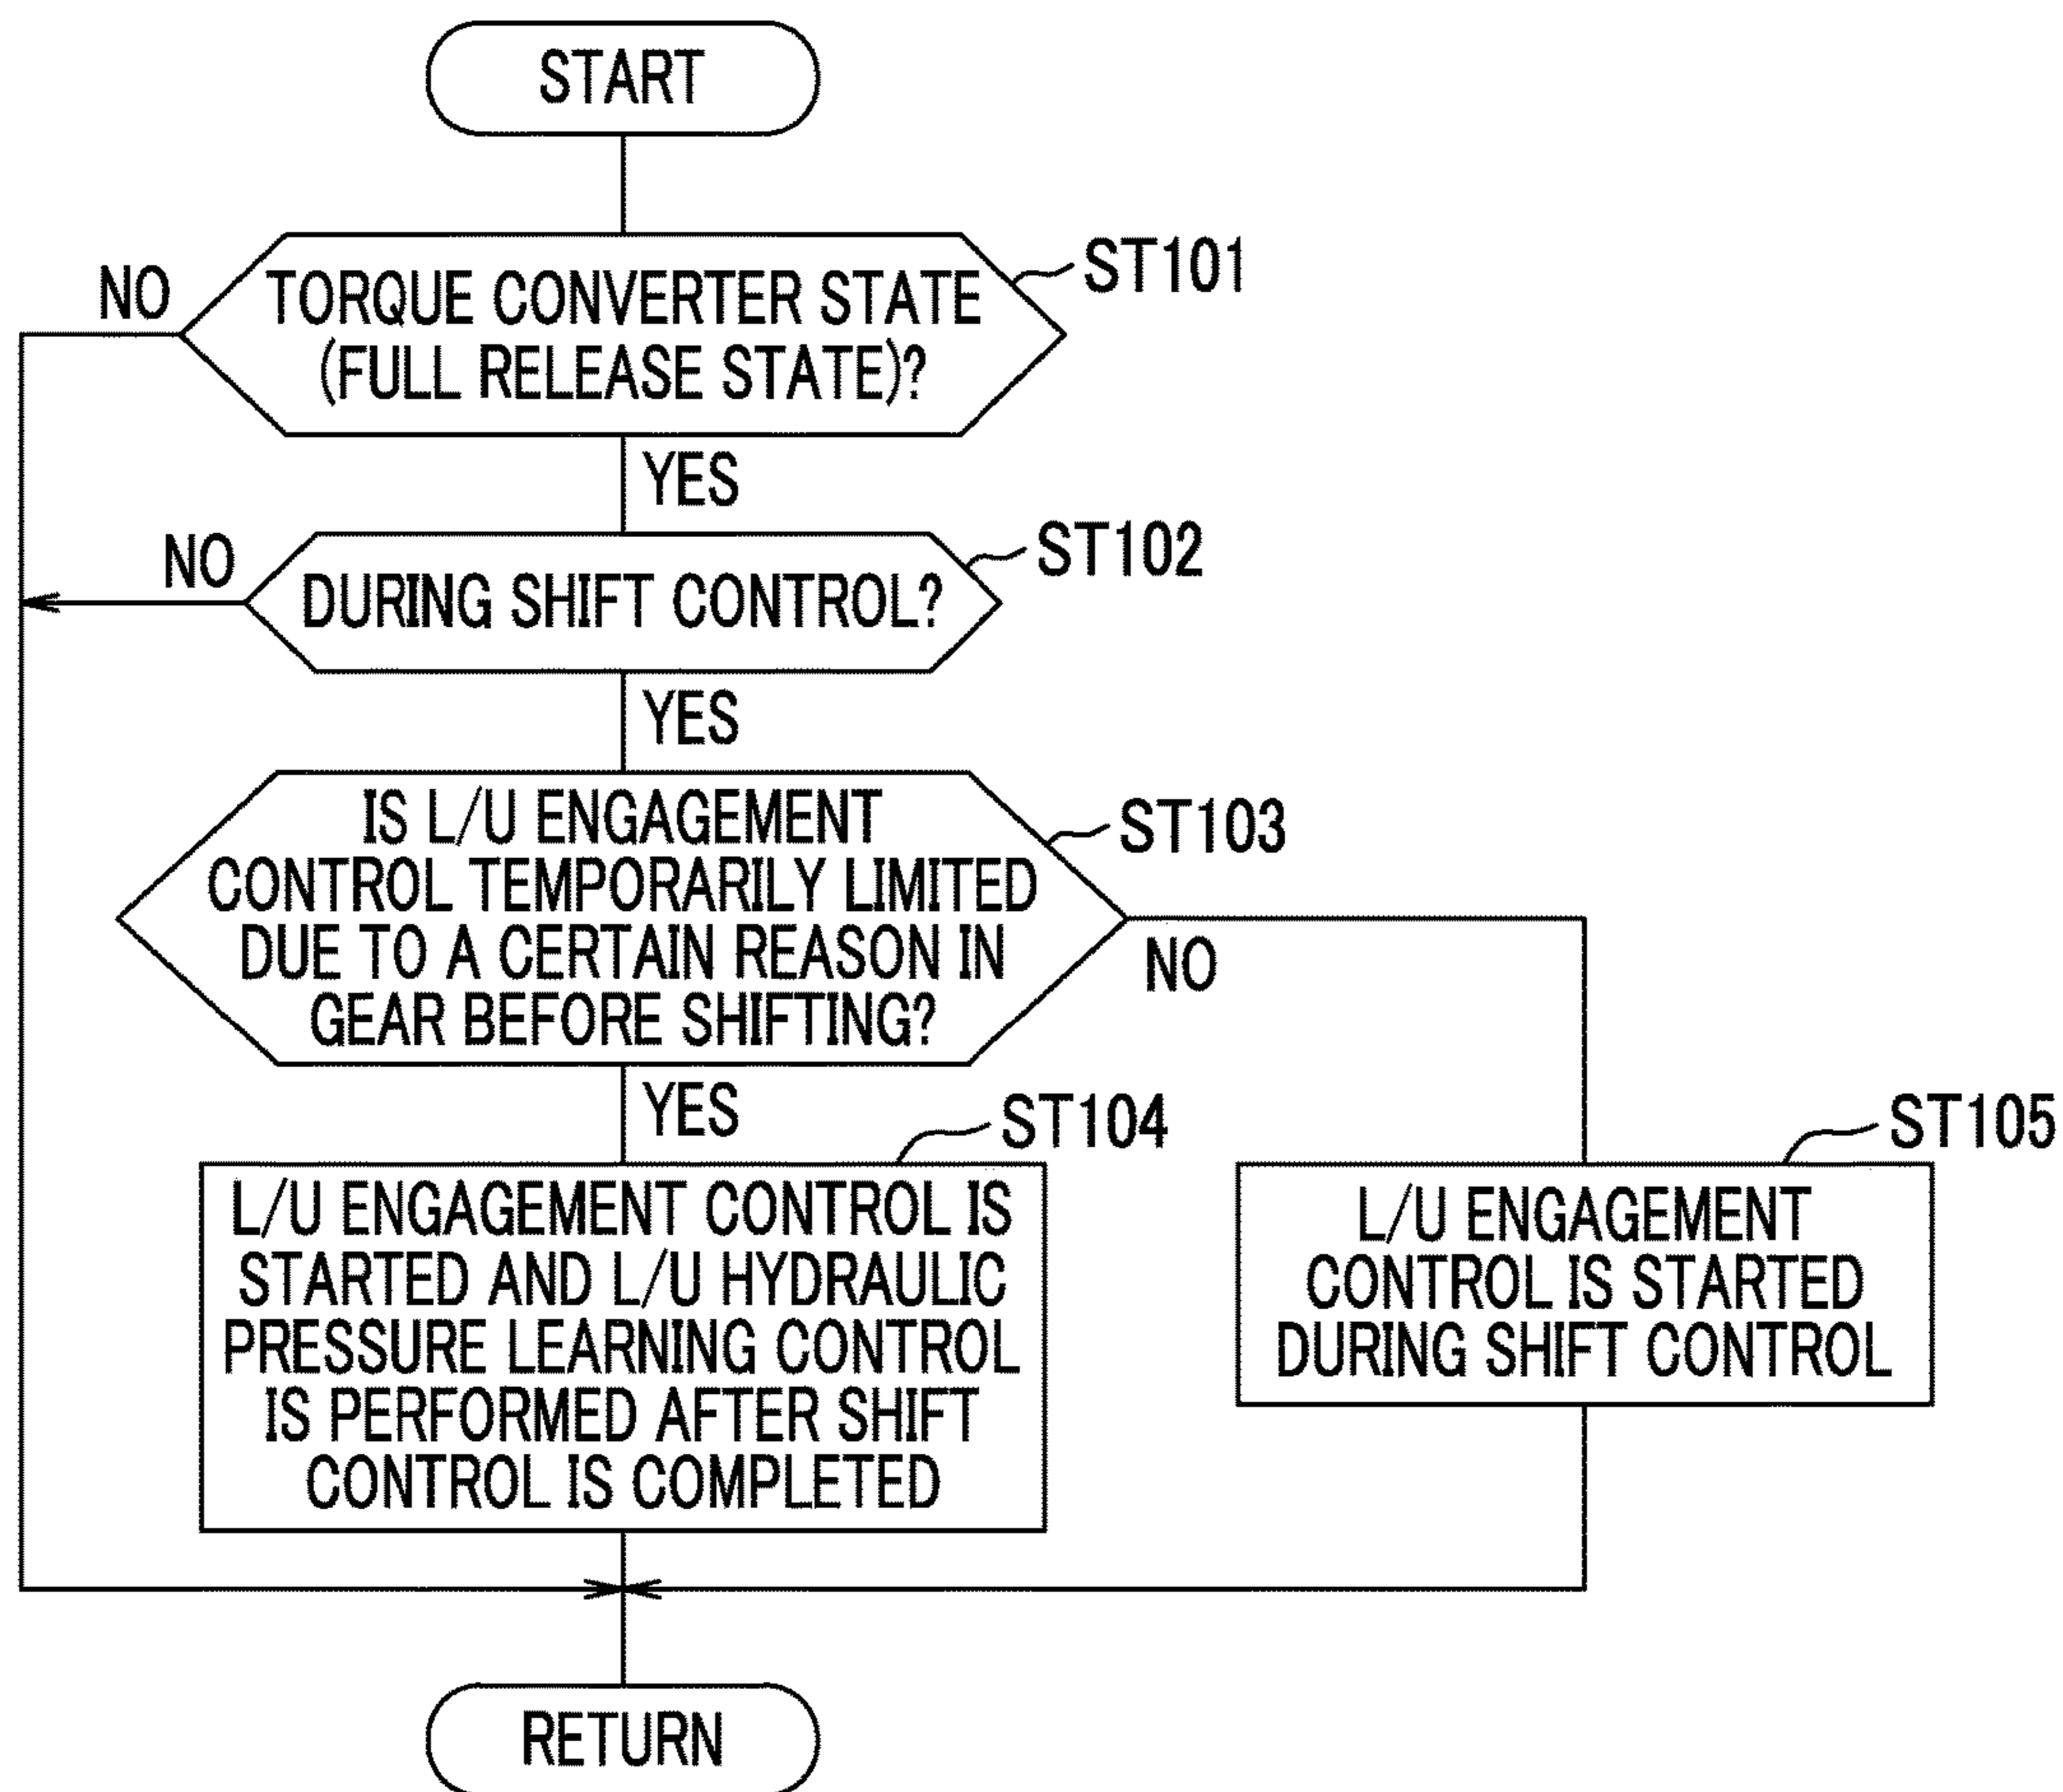 START
ST101
NO
TORQUE CONVERTER STATE
(FULL RELEASE STATE)?
YES
ST102
NO
DURING SHIFT CONTROL?
YES
ST103
IS L/U ENGAGEMENT
CONTROL TEMPORARILY LIMITED
DUE TO A CERTAIN REASON IN
GEAR BEFORE SHIFTING?
NO
YES
ST104
L/U ENGAGEMENT CONTROL IS
STARTED AND L/U HYDRAULIC
PRESSURE LEARNING CONTROL
IS PERFORMED AFTER SHIFT
CONTROL IS COMPLETED
ST105
L/U ENGAGEMENT
CONTROL IS STARTED
DURING SHIFT CONTROL
RETURN